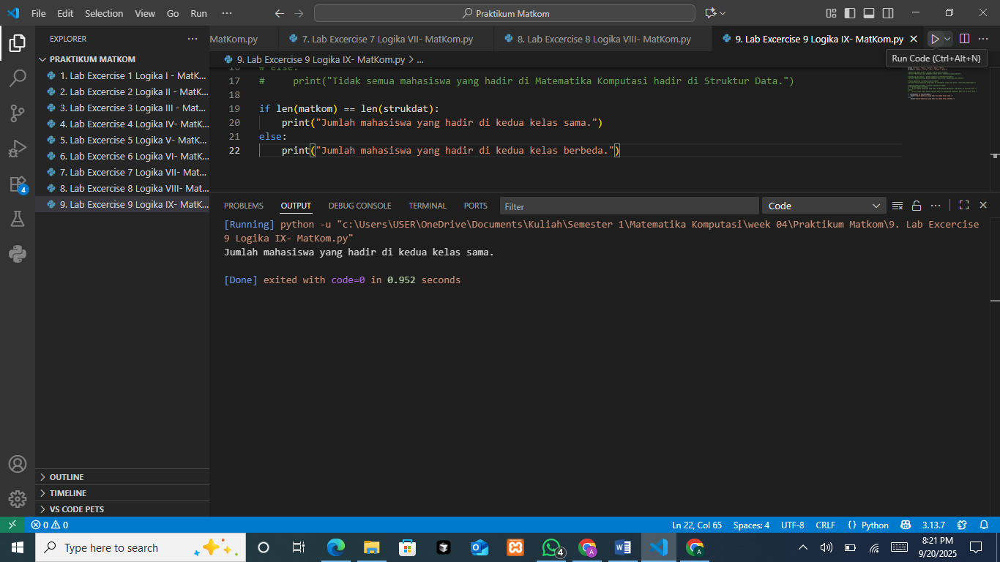 File Edit Selection View Go Run ··· Praktikum Matkom
EXPLORER ···
MatKom.py 7. Lab Excercise 7 Logika VII- MatKom.py 8. Lab Excercise 8 Logika VIII- MatKom.py 9. Lab Excercise 9 Logika IX- MatKom.py
PRAKTIKUM MATKOM
1. Lab Excercise 1 Logika I - MatK...
2. Lab Excercise 2 Logika II - MatK...
3. Lab Excercise 3 Logika III - Mat...
4. Lab Excercise 4 Logika IV- MatK...
5. Lab Excercise 5 Logika V- MatK...
6. Lab Excercise 6 Logika VI- MatK...
7. Lab Excercise 7 Logika VII- Mat...
8. Lab Excercise 8 Logika VIII- Mat...
9. Lab Excercise 9 Logika IX- MatK...
4
OUTLINE
TIMELINE
VS CODE PETS
9. Lab Excercise 9 Logika IX- MatKom.py > ...
Run Code (Ctrl+Alt+N)
16 # else:
17 #     print("Tidak semua mahasiswa yang hadir di Matematika Komputasi hadir di Struktur Data.")
18
19 if len(matkom) == len(strukdat):
20     print("Jumlah mahasiswa yang hadir di kedua kelas sama.")
21 else:
22     print("Jumlah mahasiswa yang hadir di kedua kelas berbeda.")
PROBLEMS OUTPUT DEBUG CONSOLE TERMINAL PORTS Filter Code
[Running] python -u "c:\Users\USER\OneDrive\Documents\Kuliah\Semester 1\Matematika Komputasi\week 04\Praktikum Matkom\9. Lab Excercise
9 Logika IX- MatKom.py"
Jumlah mahasiswa yang hadir di kedua kelas sama.
[Done] exited with code=0 in 0.952 seconds
0 0 Ln 22, Col 65 Spaces: 4 UTF-8 CRLF {} Python 3.13.7
Type here to search 4 A A 8:21 PM
9/20/2025